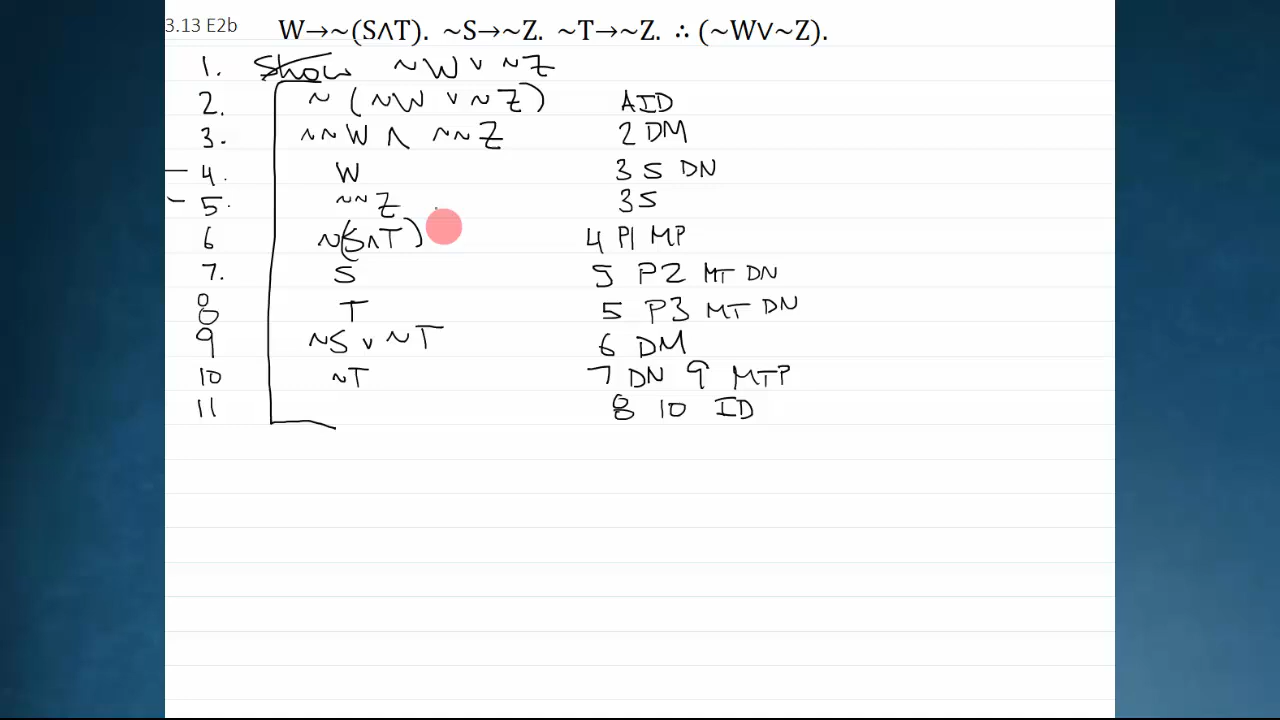 3.13 E2b W→~(S∧T). ~S→~Z. ~T→~Z. ∴ (~W∨~Z).
1. Show ~W ∨ ~Z
2. ~(~W ∨ ~Z) AID
3. ~~W ∧ ~~Z 2 DM
4. W 3 S DN
5. ~~Z 3S
6 ~(S∧T) 4 P1 MP
7. S 5 P2 MT DN
8 T 5 P3 MT DN
9 ~S ∨ ~T 6 DM
10 ~T 7 DN 9 MTP
11 8 10 ID